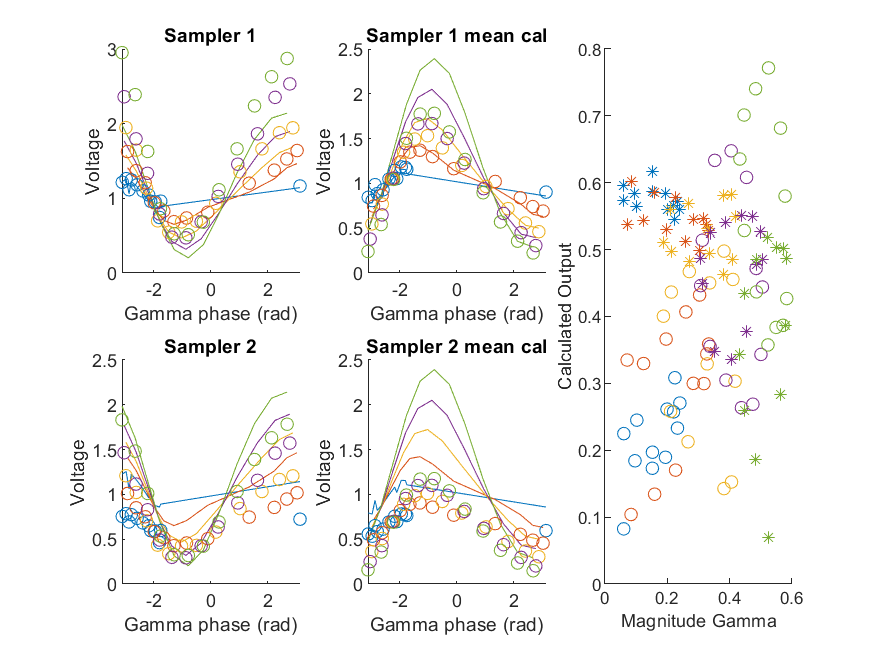 Sampler 1
3
2
1
0
Voltage
-2 0 2
Gamma phase (rad)
Sampler 1 mean cal
2.5
2
1.5
1
0.5
0
Voltage
-2 0 2
Gamma phase (rad)
Sampler 2
2.5
2
1.5
1
0.5
0
Voltage
-2 0 2
Gamma phase (rad)
Sampler 2 mean cal
2.5
2
1.5
1
0.5
0
Voltage
-2 0 2
Gamma phase (rad)
0.8
0.7
0.6
0.5
0.4
0.3
0.2
0.1
0
Calculated Output
0 0.2 0.4 0.6
Magnitude Gamma